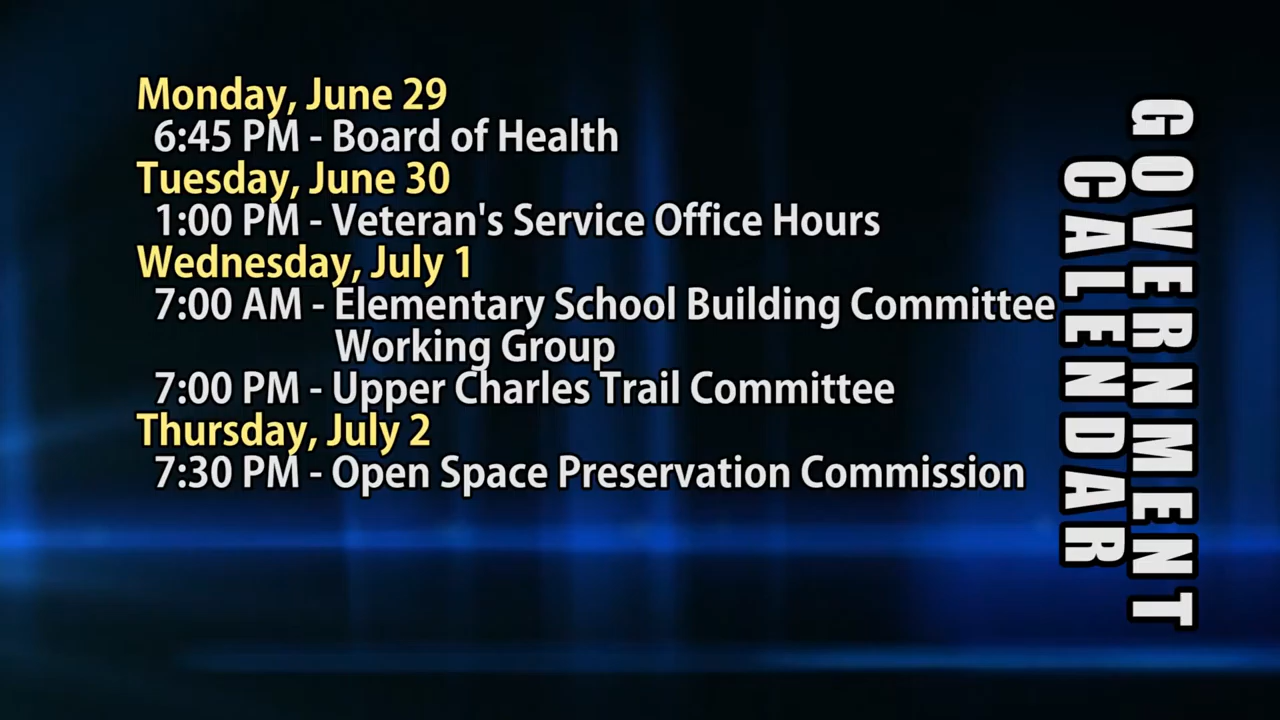 Monday, June 29
6:45 PM - Board of Health
Tuesday, June 30
1:00 PM - Veteran's Service Office Hours
Wednesday, July 1
7:00 AM - Elementary School Building Committee
Working Group
7:00 PM - Upper Charles Trail Committee
Thursday, July 2
7:30 PM - Open Space Preservation Commission
GOVERNMENT
CALENDAR